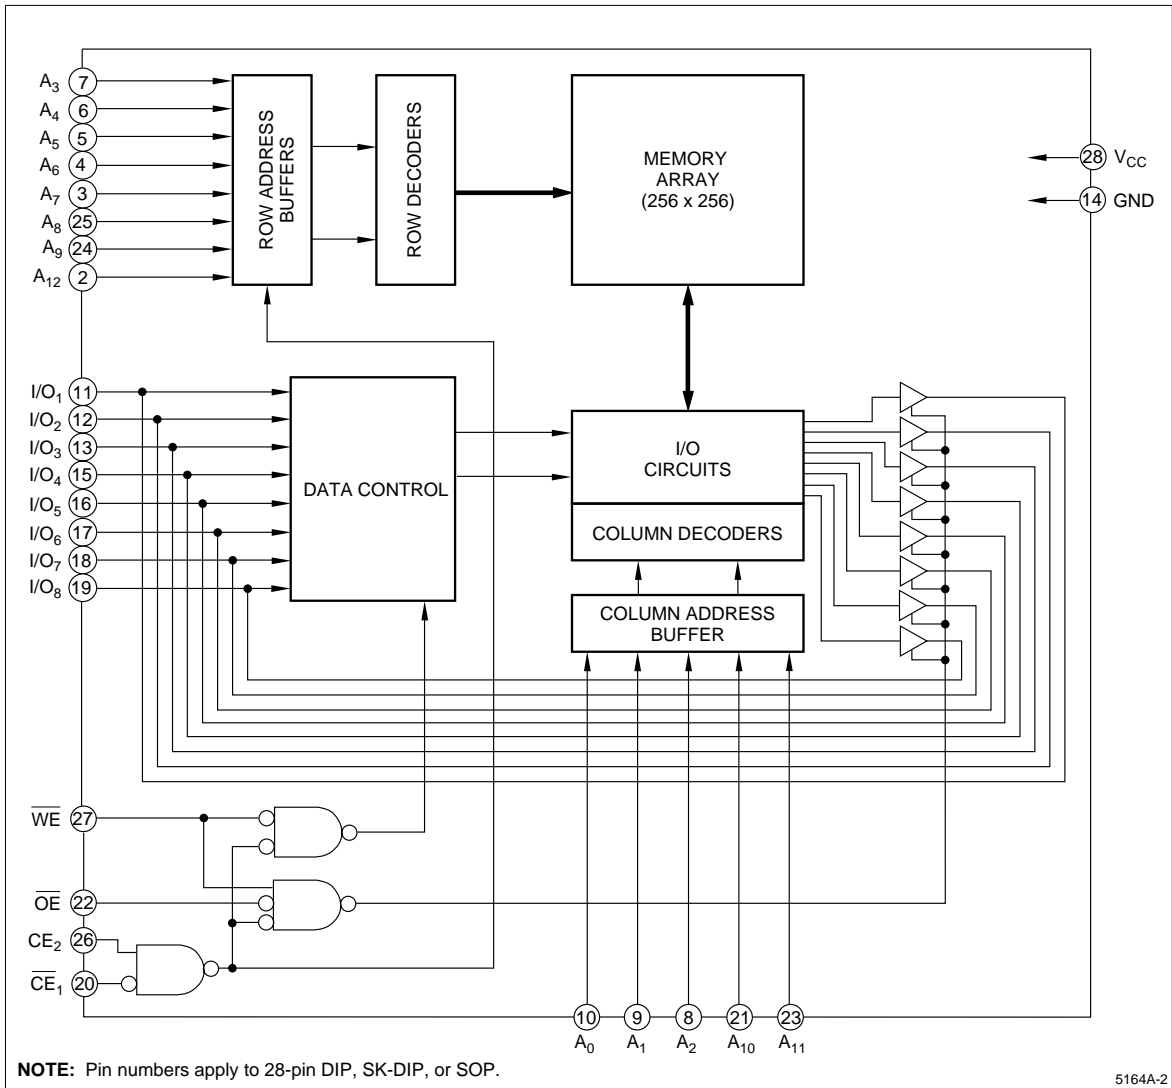 A3 7
A4 6
A5 5
A6 4
A7 3
A8 25
A9 24
A12 2
ROW ADDRESS
BUFFERS
ROW DECODERS
MEMORY
ARRAY
(256 x 256)
28 VCC
14 GND
I/O1 11
I/O2 12
I/O3 13
I/O4 15
I/O5 16
I/O6 17
I/O7 18
I/O8 19
DATA CONTROL
I/O
CIRCUITS
COLUMN DECODERS
COLUMN ADDRESS
BUFFER
W̅E̅ 27
O̅E̅ 22
CE2 26
C̅E̅1 20
10 9 8 21 23
A0 A1 A2 A10 A11
NOTE: Pin numbers apply to 28-pin DIP, SK-DIP, or SOP.
5164A-2